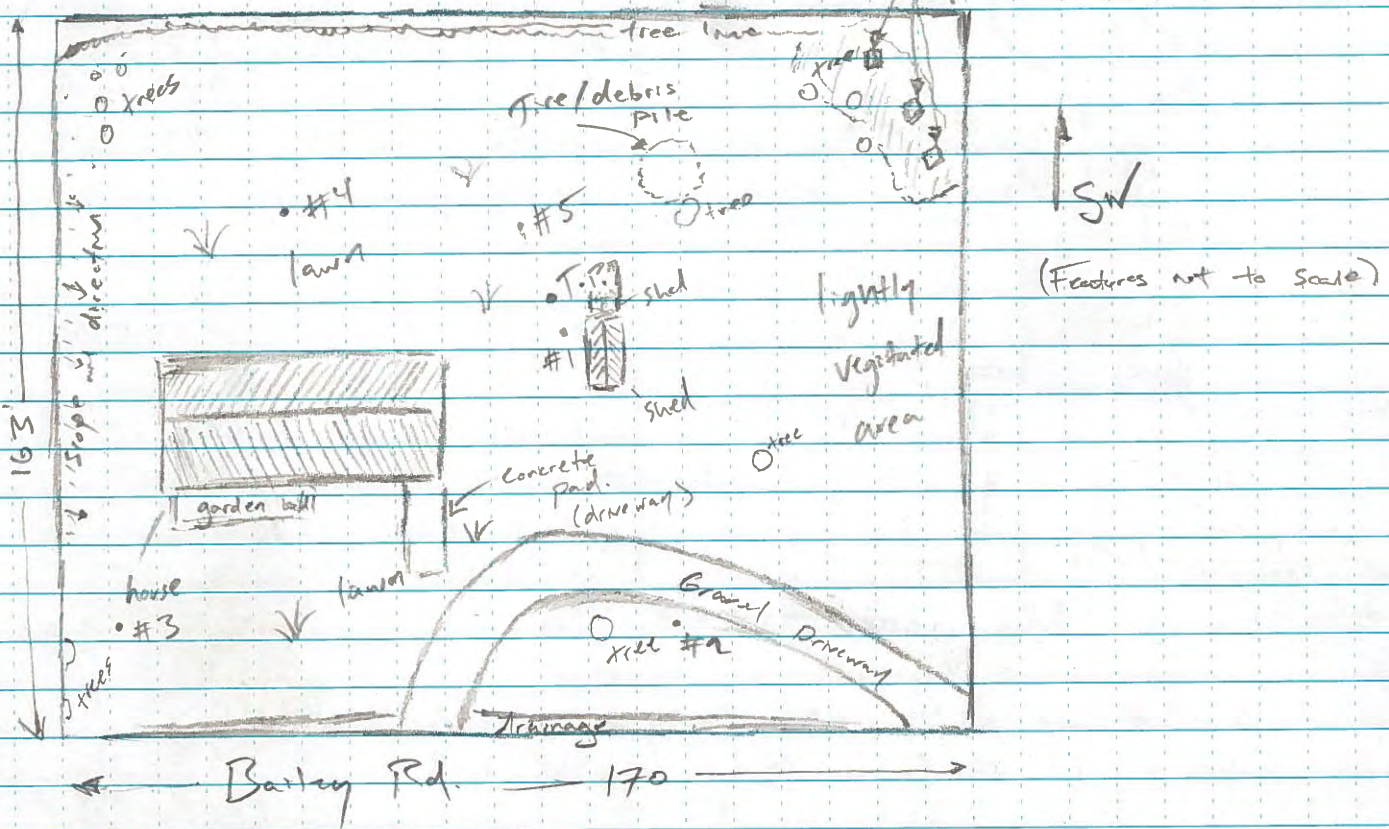 tree line
trees
tree
Tire/debris
pile
SW
#4
#5
tree
lawn
(Features not to scale)
T.P.
shed
lightly
vegitated
area
#1
slope direction
163'
shed
tree
concrete
pad.
(driveway)
garden
house
lawn
Gravel Driveway
#3
tree
#2
trees
drainage
Bailey Rd.
170